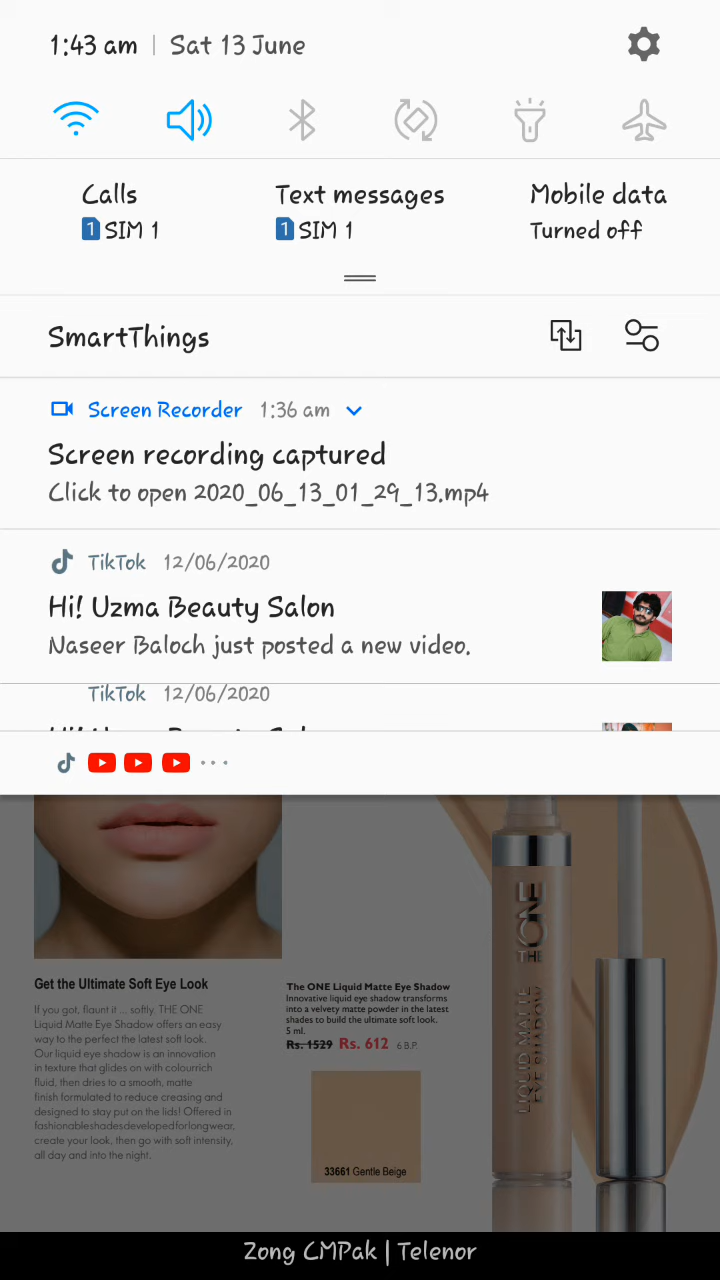 1:43 am | Sat 13 June
Calls
1 SIM 1
Text messages
1 SIM 1
Mobile data
Turned off
SmartThings
Screen Recorder 1:36 am
Screen recording captured
Click to open 2020_06_13_01_29_13.mp4
TikTok 12/06/2020
Hi! Uzma Beauty Salon
Naseer Baloch just posted a new video.
TikTok 12/06/2020
Get the Ultimate Soft Eye Look
If you got, flaunt it ... softly. THE ONE
Liquid Matte Eye Shadow offers an easy
way to the perfect the latest soft look.
Our liquid eye shadow is an innovation
in texture that glides on with colourrich
fluid, then dries to a smooth, matte
finish formulated to reduce creasing and
designed to stay put on the lids! Offered in
fashionableshadesdevelopedforlongwear,
create your look, then go with soft intensity,
all day and into the night.
The ONE Liquid Matte Eye Shadow
Innovative liquid eye shadow transforms
into a velvety matte powder in the latest
shades to build the ultimate soft look.
5 ml.
Rs. 1529 Rs. 612 6 B.P.
33661 Gentle Beige
THE ONE
LIQUID MATTE
EYE SHADOW
Zong CMPak | Telenor